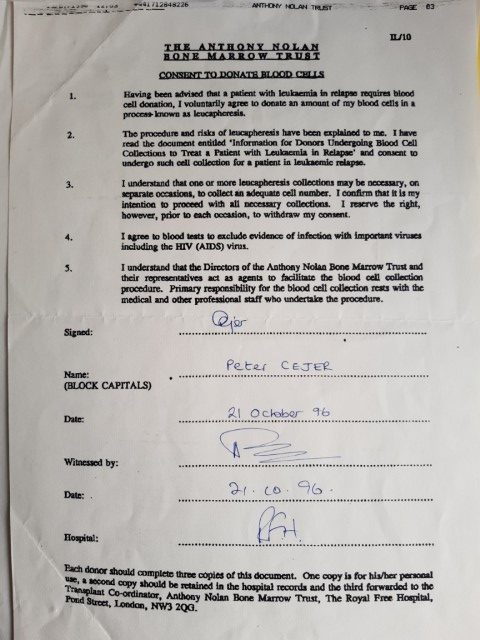 +441712848226 ANTHONY NOLAN TRUST PAGE 03
IL/10
THE ANTHONY NOLAN
BONE MARROW TRUST
CONSENT TO DONATE BLOOD CELLS
1. Having been advised that a patient with leukaemia in relapse requires blood
cell donation, I voluntarily agree to donate an amount of my blood cells in a
process known as leucapheresis.
2. The procedure and risks of leucapheresis have been explained to me. I have
read the document entitled 'Information for Donors Undergoing Blood Cell
Collections to Treat a Patient with Leukaemia in Relapse' and consent to
undergo such cell collection for a patient in leukaemic relapse.
3. I understand that one or more leucapheresis collections may be necessary, on
separate occasions, to collect an adequate cell number. I confirm that it is my
intention to proceed with all necessary collections. I reserve the right,
however, prior to each occasion, to withdraw my consent.
4. I agree to blood tests to exclude evidence of infection with important viruses
including the HIV (AIDS) virus.
5. I understand that the Directors of the Anthony Nolan Bone Marrow Trust and
their representatives act as agents to facilitate the blood cell collection
procedure. Primary responsibility for the blood cell collection rests with the
medical and other professional staff who undertake the procedure.
Signed: Cejer
Name: Peter CEJER
(BLOCK CAPITALS)
Date: 21 October 96
Witnessed by:
Date: 21.10.96.
Hospital: RFH.
Each donor should complete three copies of this document. One copy is for his/her personal
use, a second copy should be retained in the hospital records and the third forwarded to the
Transplant Co-ordinator, Anthony Nolan Bone Marrow Trust, The Royal Free Hospital,
Pond Street, London, NW3 2QG.